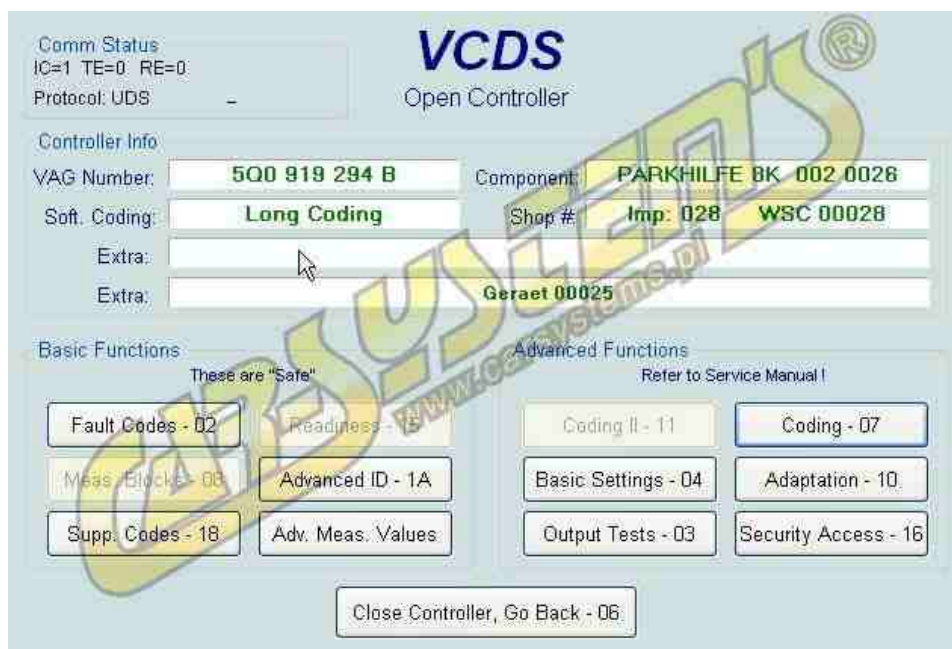 Comm Status
IC=1 TE=0 RE=0
Protocol: UDS
VCDS
Open Controller
Controller Info
VAG Number: 5Q0 919 294 B Component: PARKHILFE 8K 002 0026
Soft. Coding: Long Coding Shop #: Imp: 028 WSC 00028
Extra:
Extra: Geraet 00025
Basic Functions
These are "Safe"
Fault Codes - 02 Readiness - 15
Meas. Blocks - 08 Advanced ID - 1A
Supp. Codes - 18 Adv. Meas. Values
Advanced Functions
Refer to Service Manual !
Coding II - 11 Coding - 07
Basic Settings - 04 Adaptation - 10
Output Tests - 03 Security Access - 16
Close Controller, Go Back - 06
CARSYSTEMS®
www.carsystems.pl